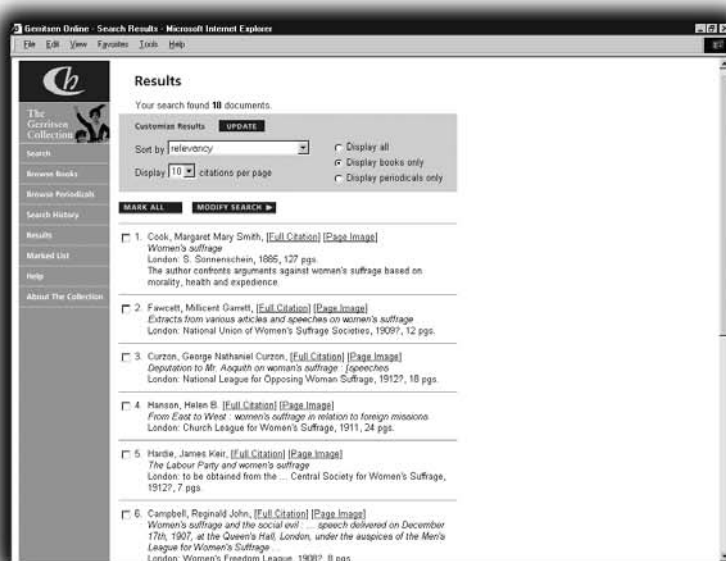 Gerritsen Online - Search Results - Microsoft Internet Explorer
File Edit View Favorites Tools Help
Ch
The
Gerritsen
Collection
Search
Browse Books
Browse Periodicals
Search History
Results
Marked List
Help
About The Collection
Results
Your search found 18 documents.
Customize Results UPDATE
Sort by relevancy
Display 10 citations per page
Display all
Display books only
Display periodicals only
MARK ALL MODIFY SEARCH
1. Cook, Margaret Mary Smith, [Full Citation] [Page Image]
Women's suffrage
London: S. Sonnenschein, 1885, 127 pgs.
The author confronts arguments against women's suffrage based on
morality, health and expedience.
2. Fawcett, Millicent Garrett, [Full Citation] [Page Image]
Extracts from various articles and speeches on women's suffrage
London: National Union of Women's Suffrage Societies, 1909?, 12 pgs.
3. Curzon, George Nathaniel Curzon, [Full Citation] [Page Image]
Deputation to Mr. Asquith on woman's suffrage : [speeches
London: National League for Opposing Woman Suffrage, 1912?, 18 pgs.
4. Hanson, Helen B. [Full Citation] [Page Image]
From East to West : women's suffrage in relation to foreign missions
London: Church League for Women's Suffrage, 1911, 24 pgs.
5. Hardie, James Keir, [Full Citation] [Page Image]
The Labour Party and women's suffrage
London: to be obtained from the ... Central Society for Women's Suffrage,
1912?, 7 pgs.
6. Campbell, Reginald John, [Full Citation] [Page Image]
Women's suffrage and the social evil : ... speech delivered on December
17th, 1907, at the Queen's Hall, London, under the auspices of the Men's
League for Women's Suffrage ...
London: Women's Freedom League, 1908?, 8 pgs.